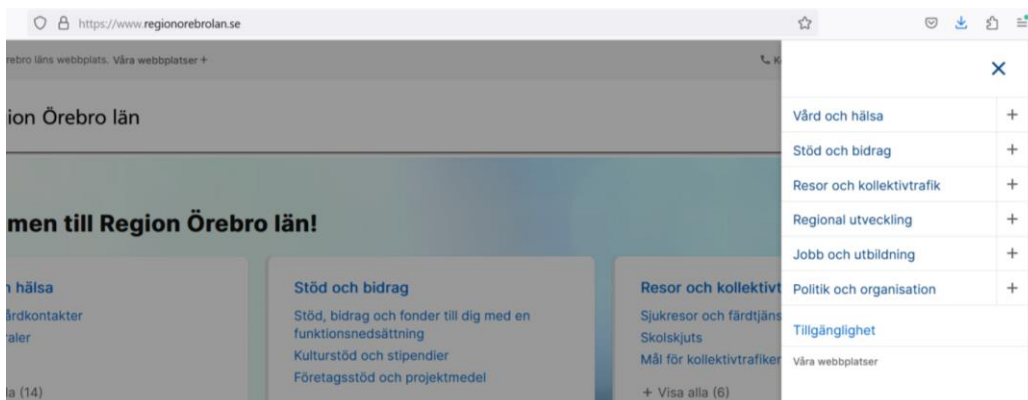 https://www.regionorebrolan.se
rebro läns webbplats. Våra webbplatser +
ion Örebro län
men till Region Örebro län!
hälsa
årdkontakter
raler
la (14)
Stöd och bidrag
Stöd, bidrag och fonder till dig med en
funktionsnedsättning
Kulturstöd och stipendier
Företagsstöd och projektmedel
Resor och kollektivt
Sjukresor och färdtjäns
Skolskjuts
Mål för kollektivtrafiker
+ Visa alla (6)
Vård och hälsa +
Stöd och bidrag +
Resor och kollektivtrafik +
Regional utveckling +
Jobb och utbildning +
Politik och organisation +
Tillgänglighet
Våra webbplatser